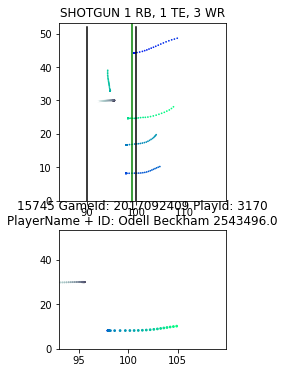 SHOTGUN 1 RB, 1 TE, 3 WR
50
40
30
20
10
0
90 100 110
15745 GameId: 2017092409 PlayId: 3170
PlayerName + ID: Odell Beckham 2543496.0
40
20
0
95 100 105